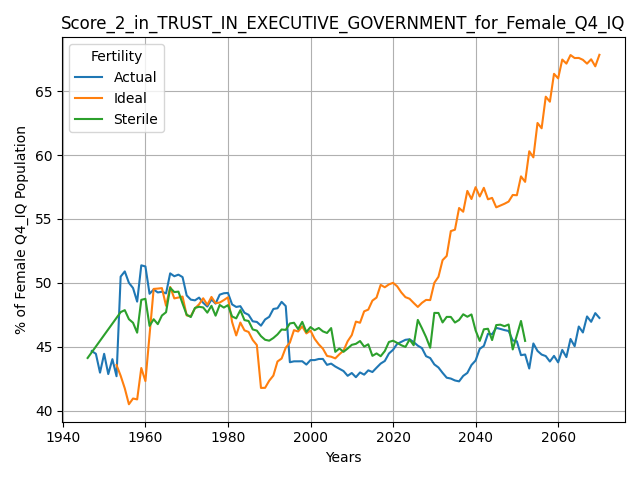 Score_2_in_TRUST_IN_EXECUTIVE_GOVERNMENT_for_Female_Q4_IQ
Fertility
Actual
Ideal
Sterile
% of Female Q4_IQ Population
65
60
55
50
45
40
1940
1960
1980
2000
2020
2040
2060
Years